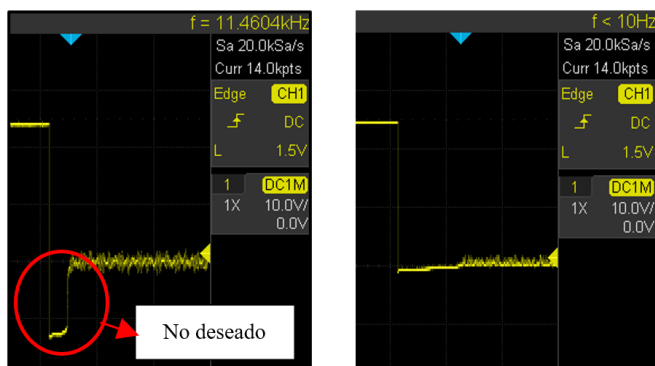 f = 11.4604kHz
Sa 20.0kSa/s
Curr 14.0kpts
Edge CH1
DC
L 1.5V
1 DC1M
1X 10.0V/
0.0V
No deseado
f < 10Hz
Sa 20.0kSa/s
Curr 14.0kpts
Edge CH1
DC
L 1.5V
1 DC1M
1X 10.0V/
0.0V